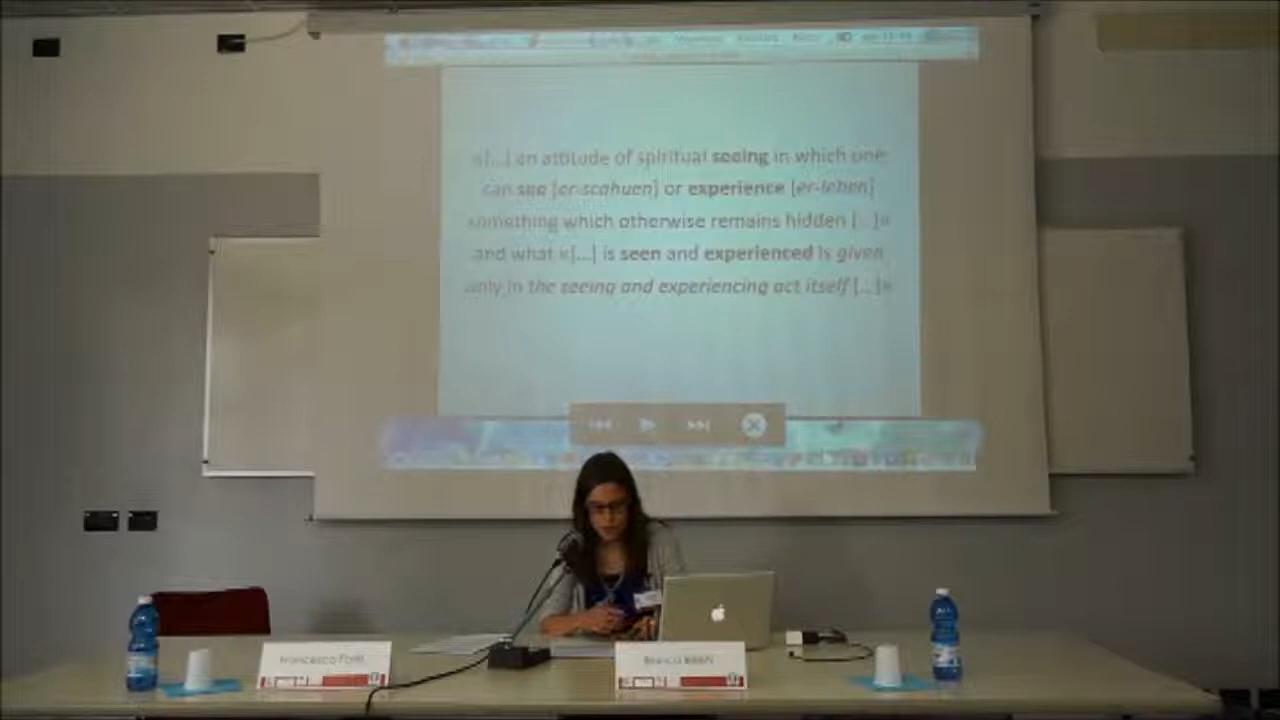 «[...] an attitude of spiritual seeing in which one
can see [er-scahuen] or experience [er-leben]
something which otherwise remains hidden [...]»
and what «[...] is seen and experienced is given
only in the seeing and experiencing act itself [...]»
Francesco